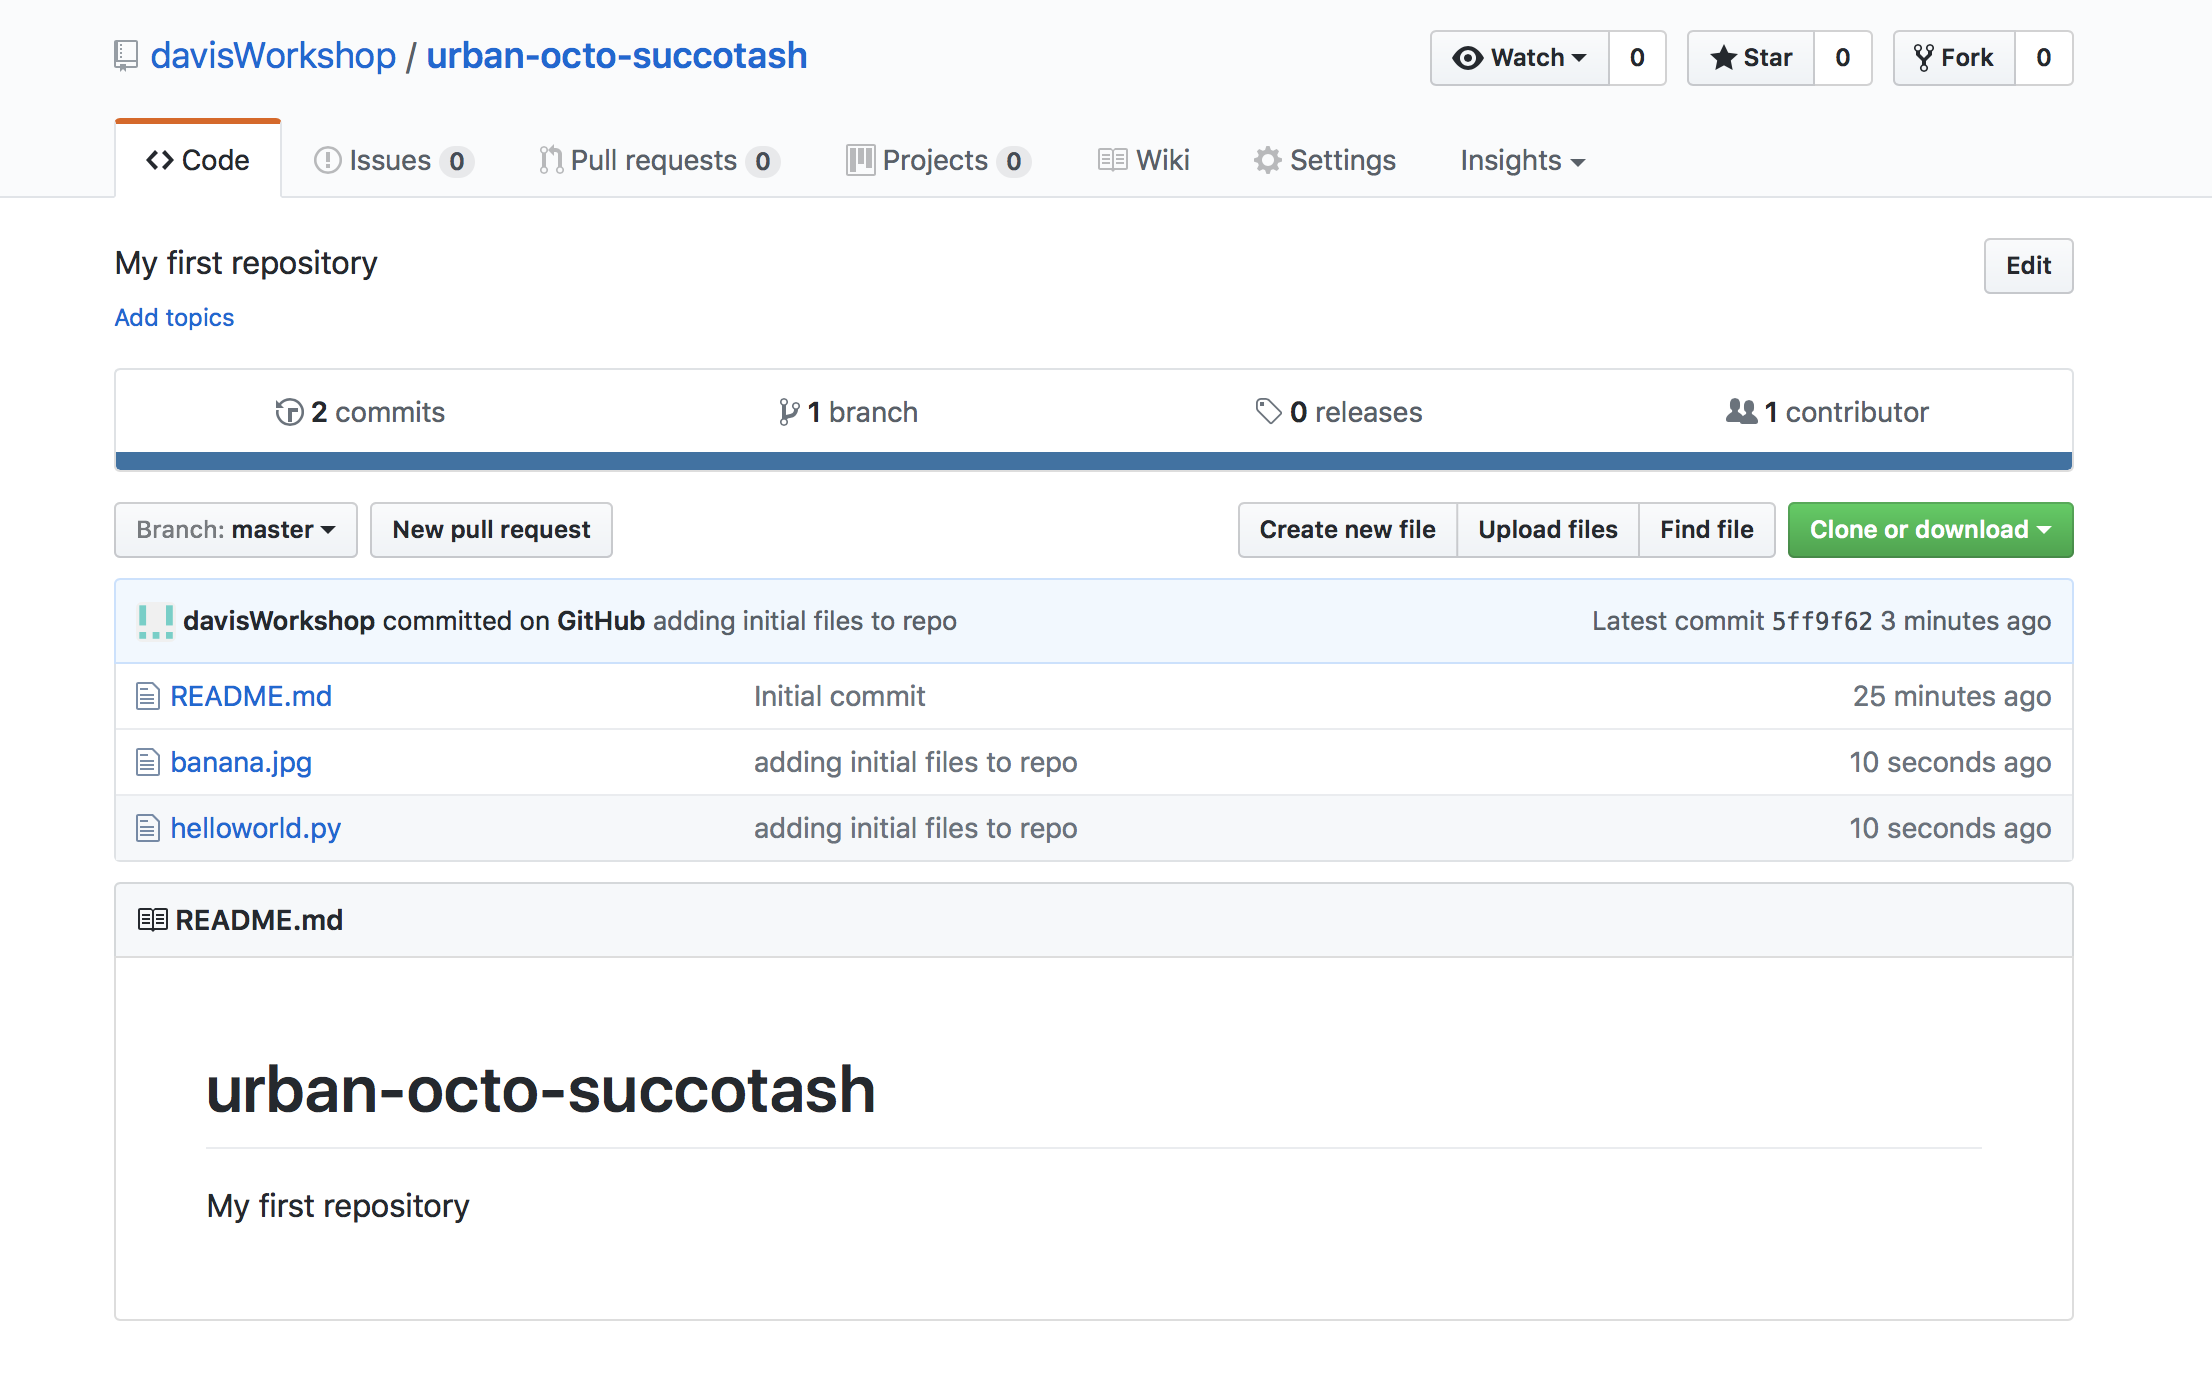 davisWorkshop / urban-octo-succotash Watch 0 Star 0 Fork 0
Code Issues 0 Pull requests 0 Projects 0 Wiki Settings Insights
My first repository Edit
Add topics
2 commits 1 branch 0 releases 1 contributor
Branch: master New pull request Create new file Upload files Find file Clone or download
davisWorkshop committed on GitHub adding initial files to repo Latest commit 5ff9f62 3 minutes ago
README.md Initial commit 25 minutes ago
banana.jpg adding initial files to repo 10 seconds ago
helloworld.py adding initial files to repo 10 seconds ago
README.md
urban-octo-succotash
My first repository